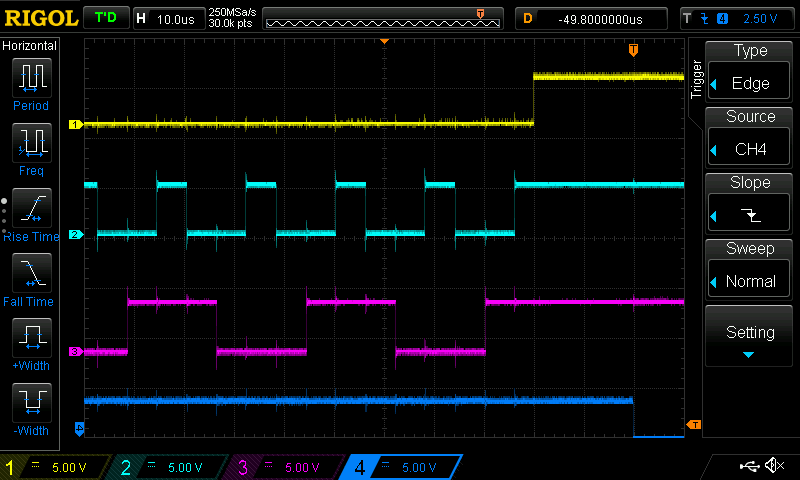 RIGOL T'D H 10.0us 250MSa/s D -49.8000000us T 4 2.50 V
30.0k pts
T
Horizontal
Period
Freq
Rise Time
Fall Time
+Width
-Width
T
1
2
3
T
Trigger
Type
Edge
Source
CH4
Slope
Sweep
Normal
Setting
1 5.00 V 2 5.00 V 3 5.00 V 4 5.00 V